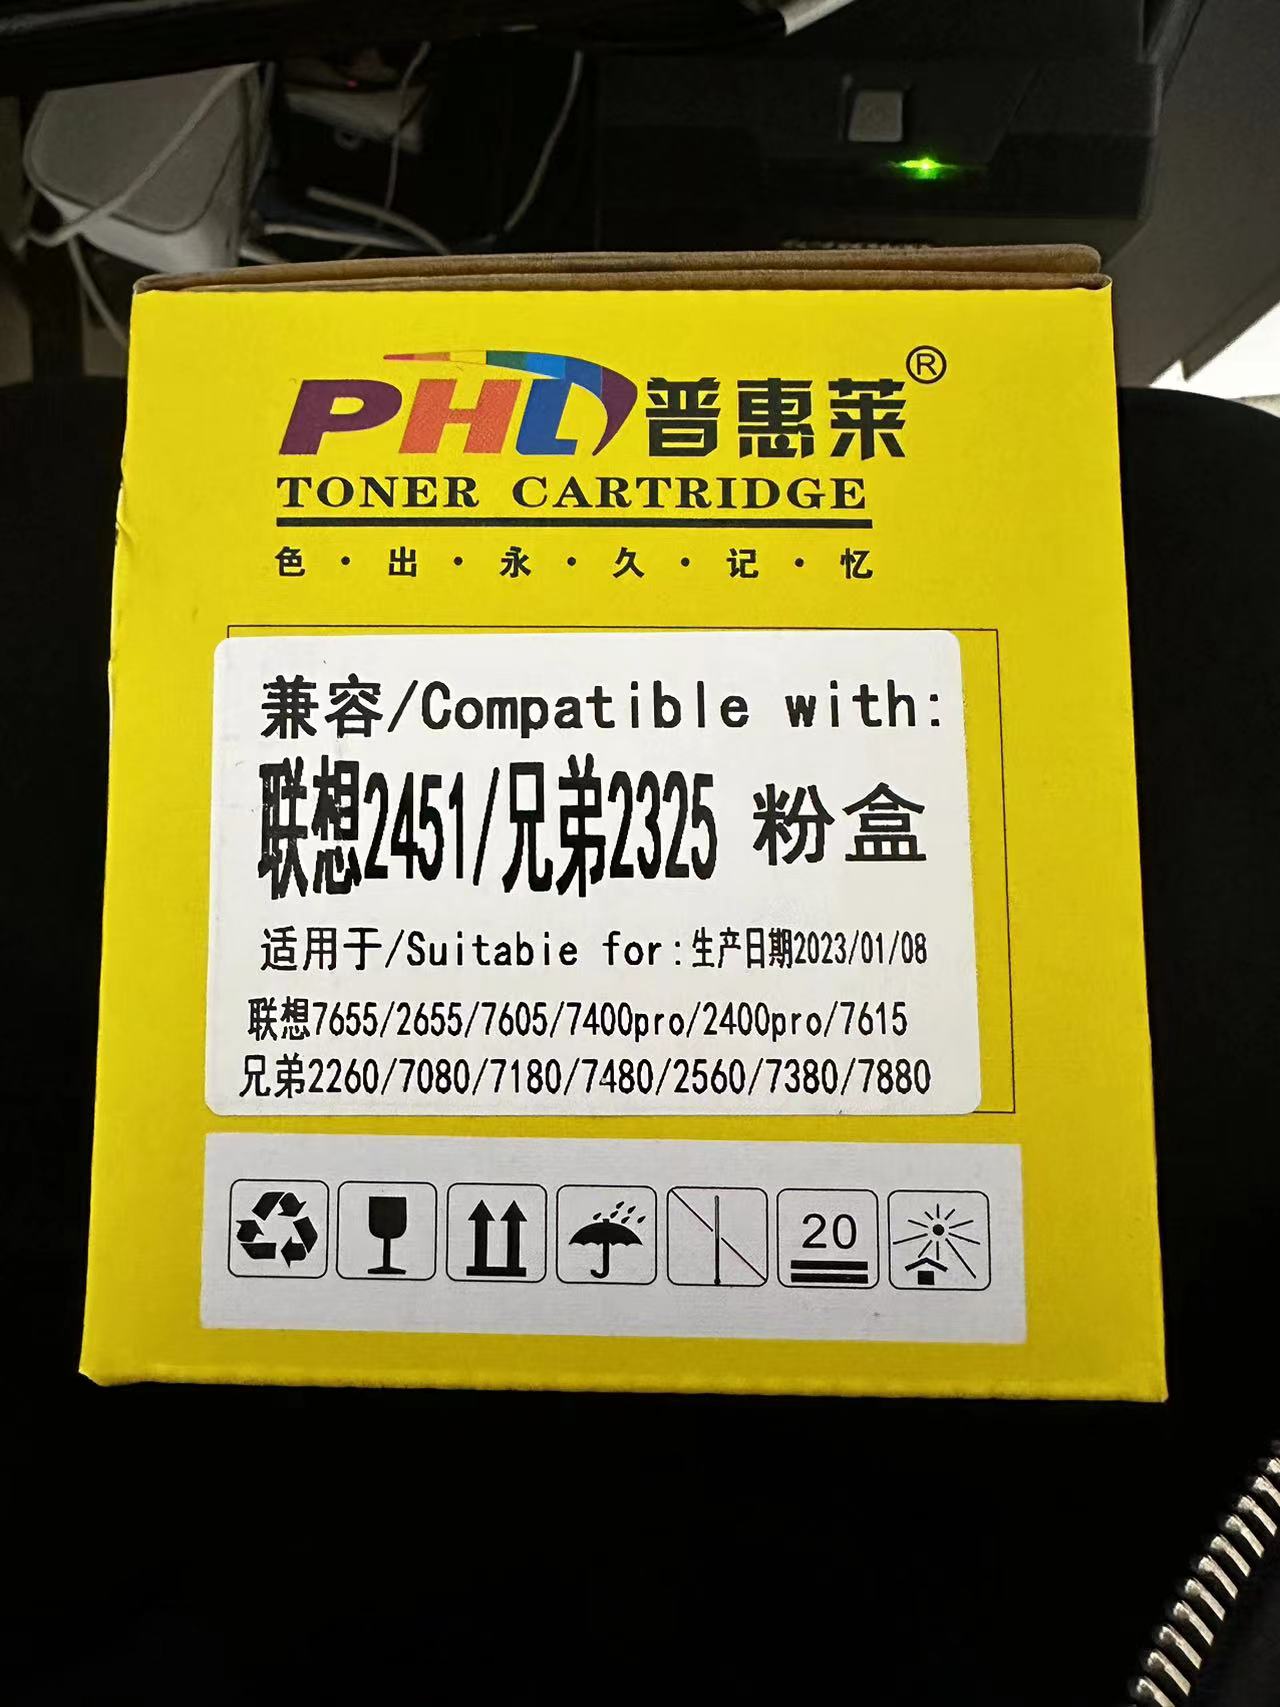 PHL普惠莱®
TONER CARTRIDGE
色·出·永·久·记·忆
兼容/Compatible with:
联想2451/兄弟2325 粉盒
适用于/Suitabie for:生产日期2023/01/08
联想7655/2655/7605/7400pro/2400pro/7615
兄弟2260/7080/7180/7480/2560/7380/7880
20